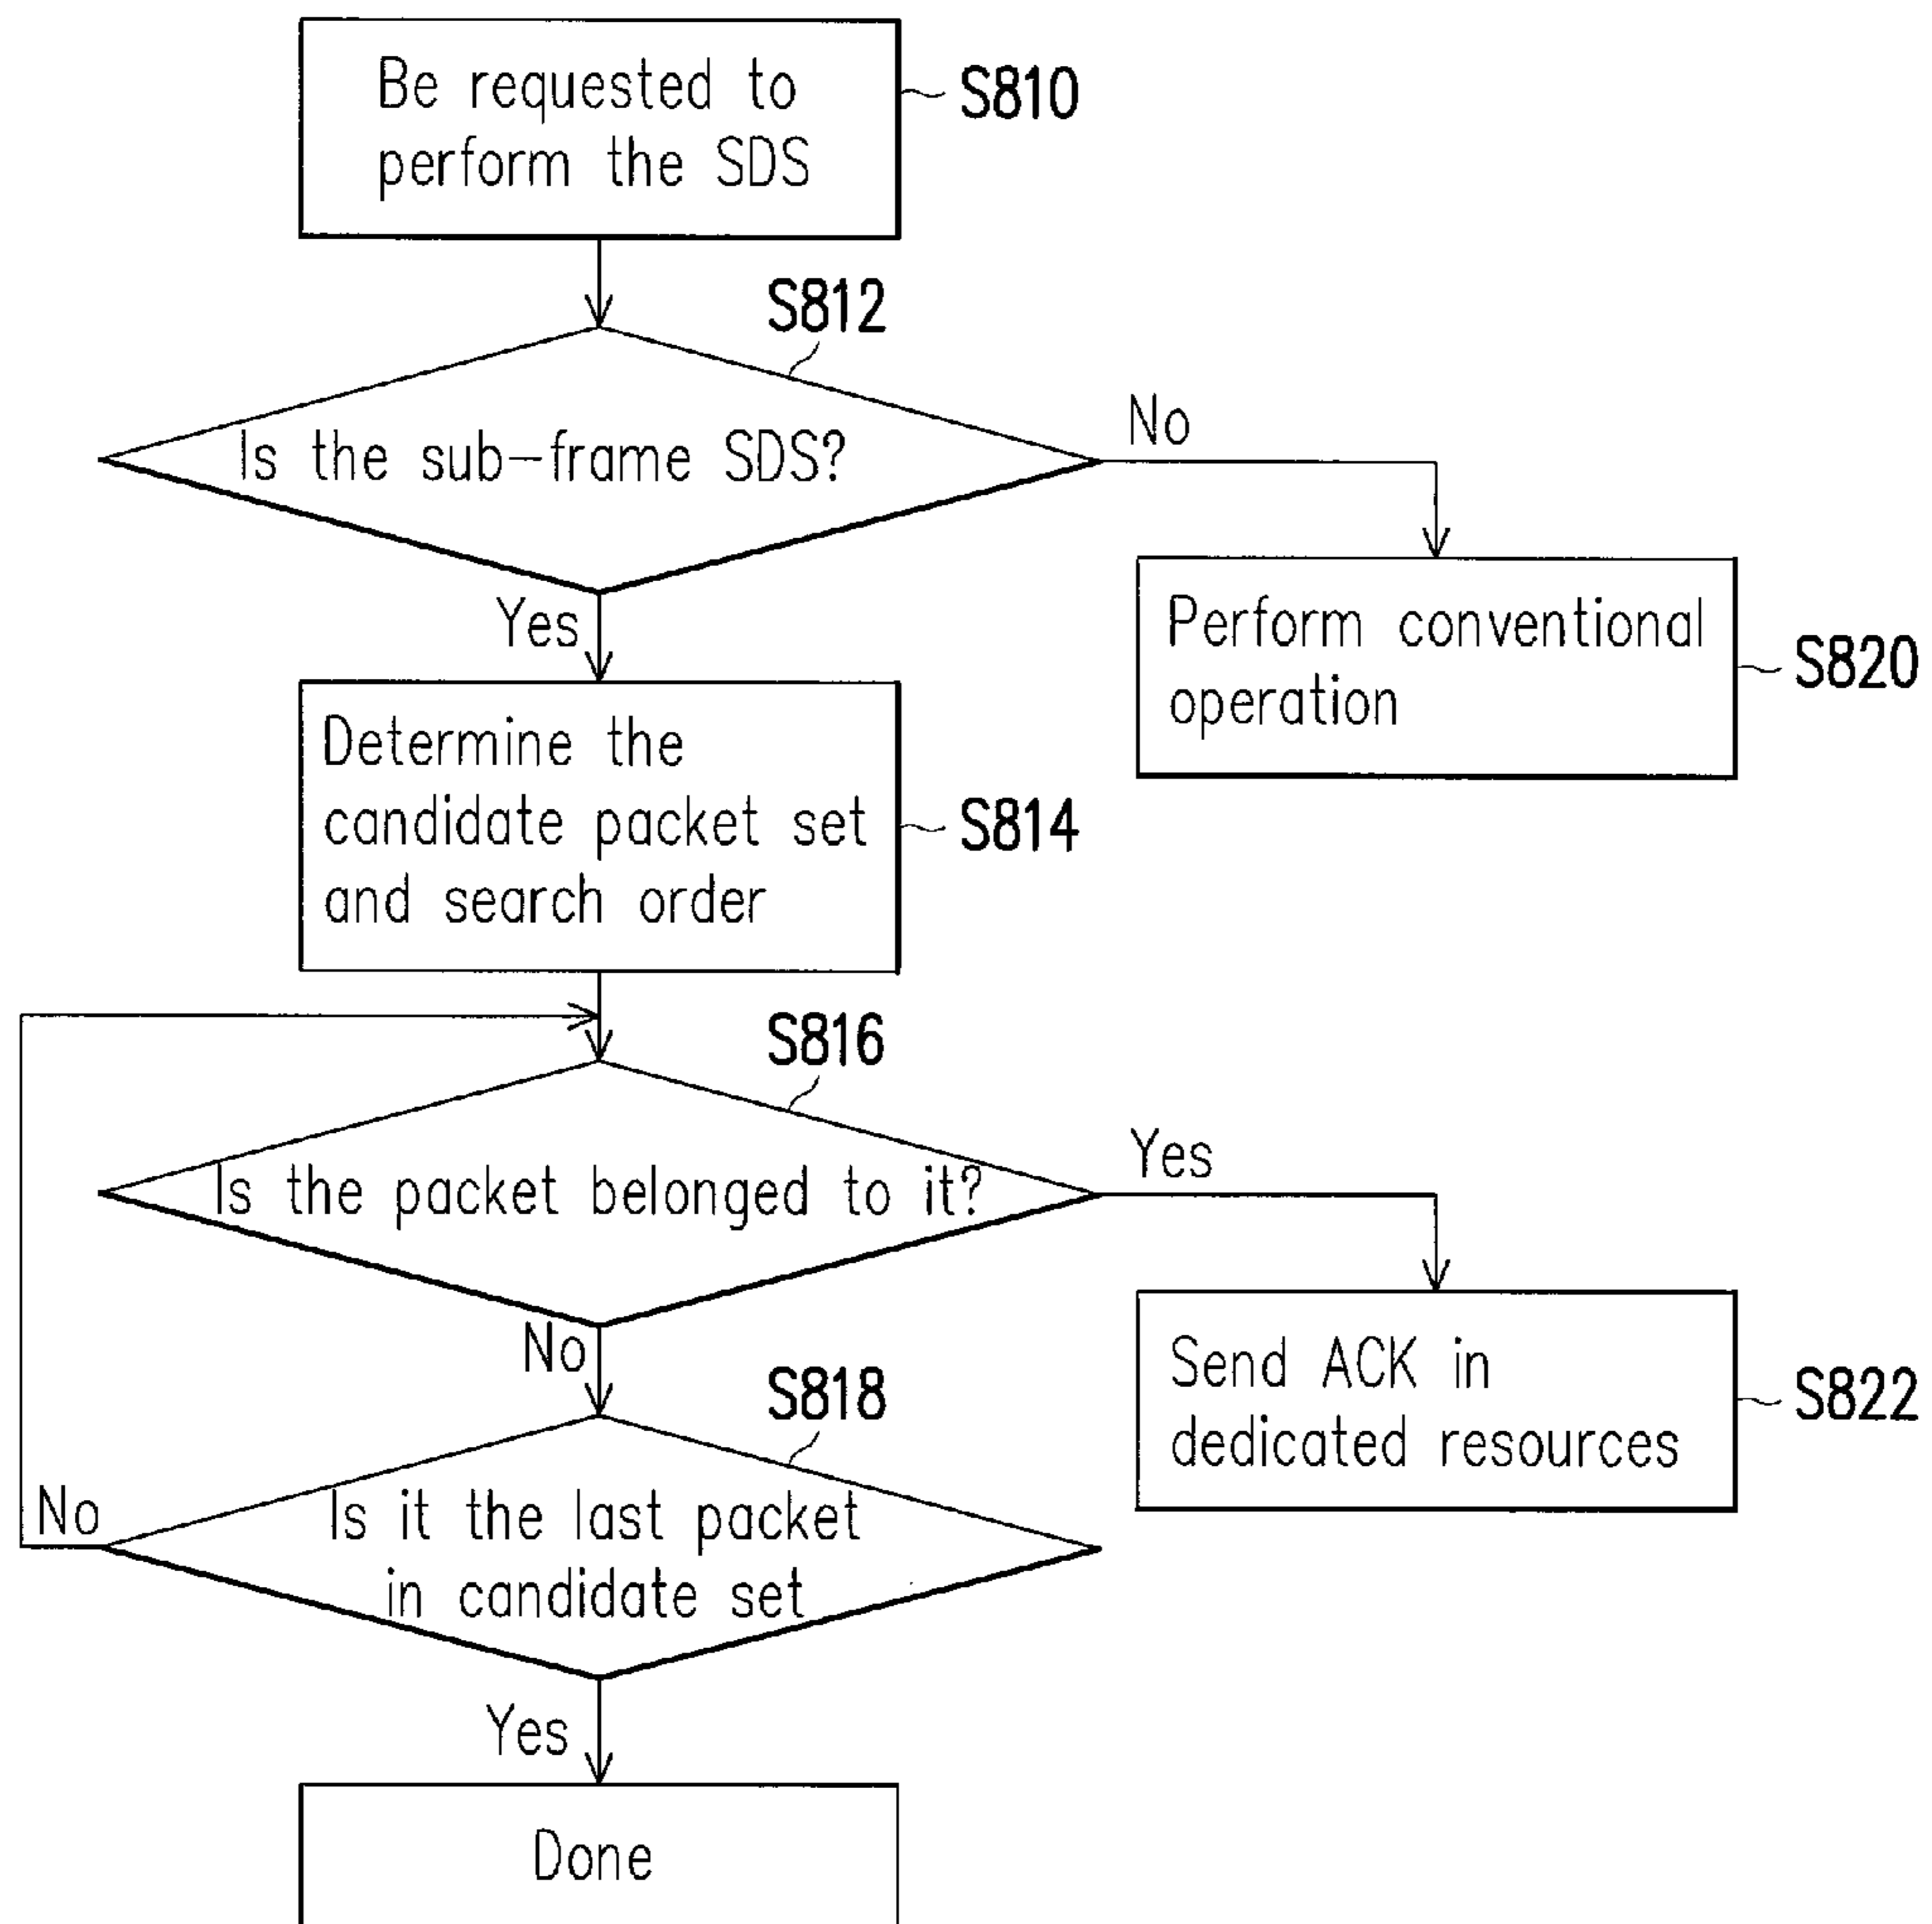 Be requested to
perform the SDS
S810
S812
Is the sub-frame SDS?
No
Yes
Perform conventional
operation
S820
Determine the
candidate packet set
and search order
S814
S816
Is the packet belonged to it?
Yes
No
Send ACK in
dedicated resources
S822
S818
Is it the last packet
in candidate set
No
Yes
Done